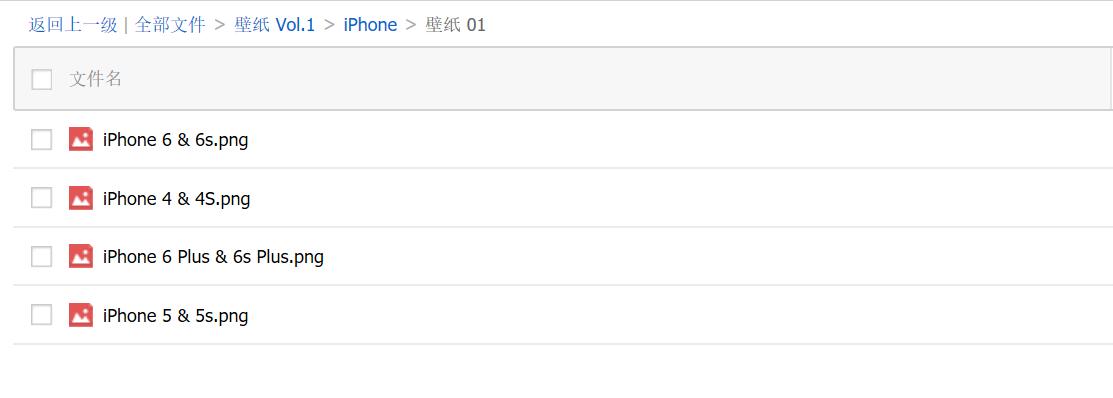 返回上一级 | 全部文件 > 壁纸 Vol.1 > iPhone > 壁纸 01
文件名
iPhone 6 & 6s.png
iPhone 4 & 4S.png
iPhone 6 Plus & 6s Plus.png
iPhone 5 & 5s.png